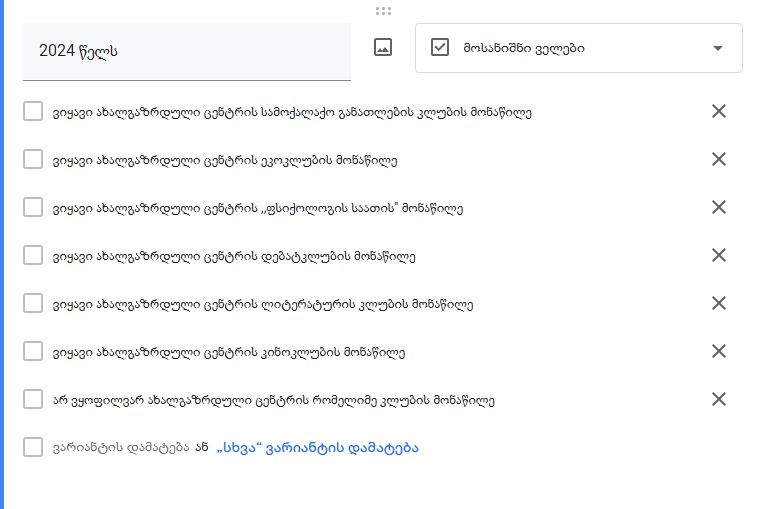 2024 წელს
მოსანიშნი ველები
ვიყავი ახალგაზრდული ცენტრის სამოქალაქო განათლების კლუბის მონაწილე
ვიყავი ახალგაზრდული ცენტრის ეკოკლუბის მონაწილე
ვიყავი ახალგაზრდული ცენტრის ,,ფსიქოლოგის საათის" მონაწილე
ვიყავი ახალგაზრდული ცენტრის დებატკლუბის მონაწილე
ვიყავი ახალგაზრდული ცენტრის ლიტერატურის კლუბის მონაწილე
ვიყავი ახალგაზრდული ცენტრის კინოკლუბის მონაწილე
არ ვყოფილვარ ახალგაზრდული ცენტრის რომელიმე კლუბის მონაწილე
ვარიანტის დამატება ან „სხვა“ ვარიანტის დამატება